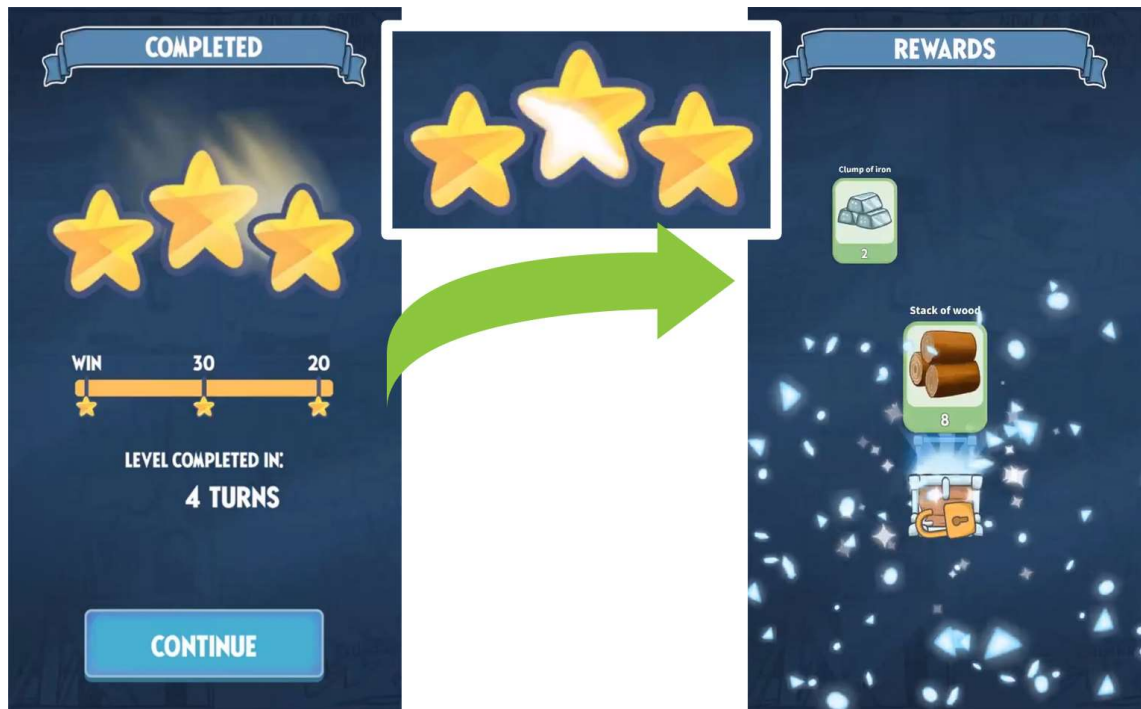 COMPLETED
WIN 30 20
LEVEL COMPLETED IN:
4 TURNS
CONTINUE
REWARDS
Clump of iron
2
Stack of wood
8